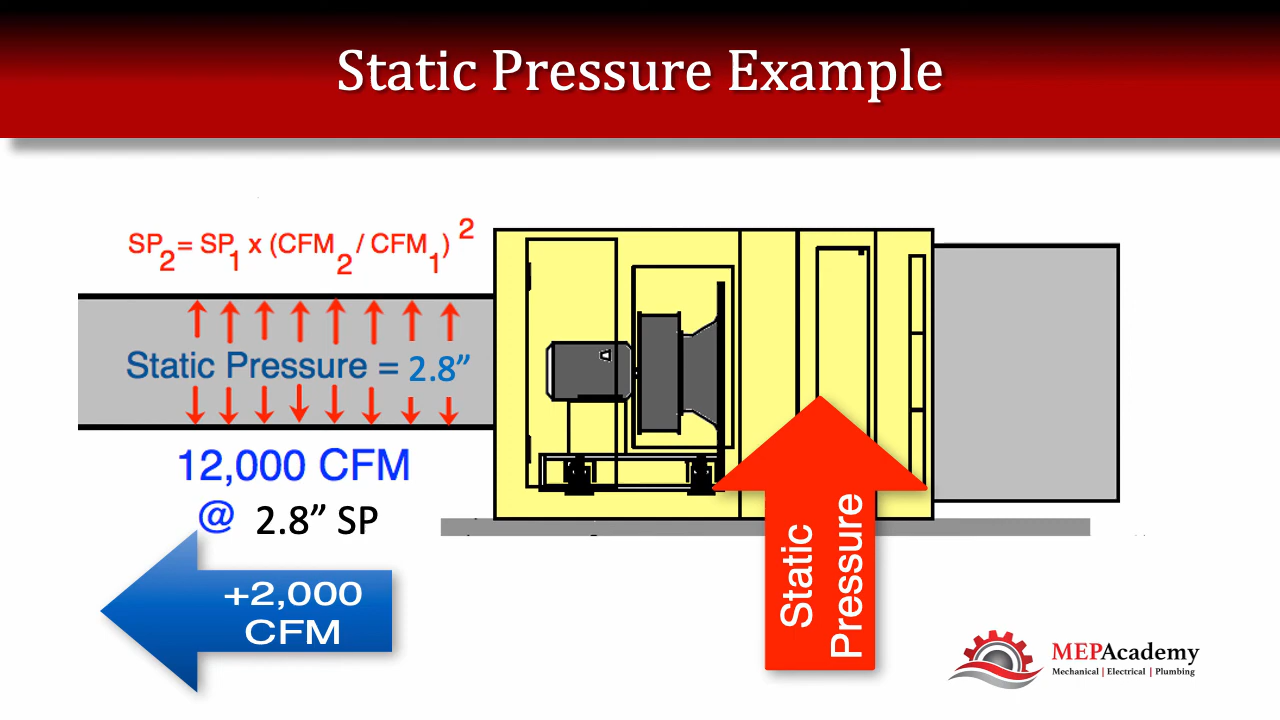 Static Pressure Example
SP2 = SP1 x (CFM2 / CFM1) 2
Static Pressure = 2.8”
12,000 CFM
@ 2.8” SP
+2,000
CFM
Static
Pressure
MEPAcademy
Mechanical | Electrical | Plumbing